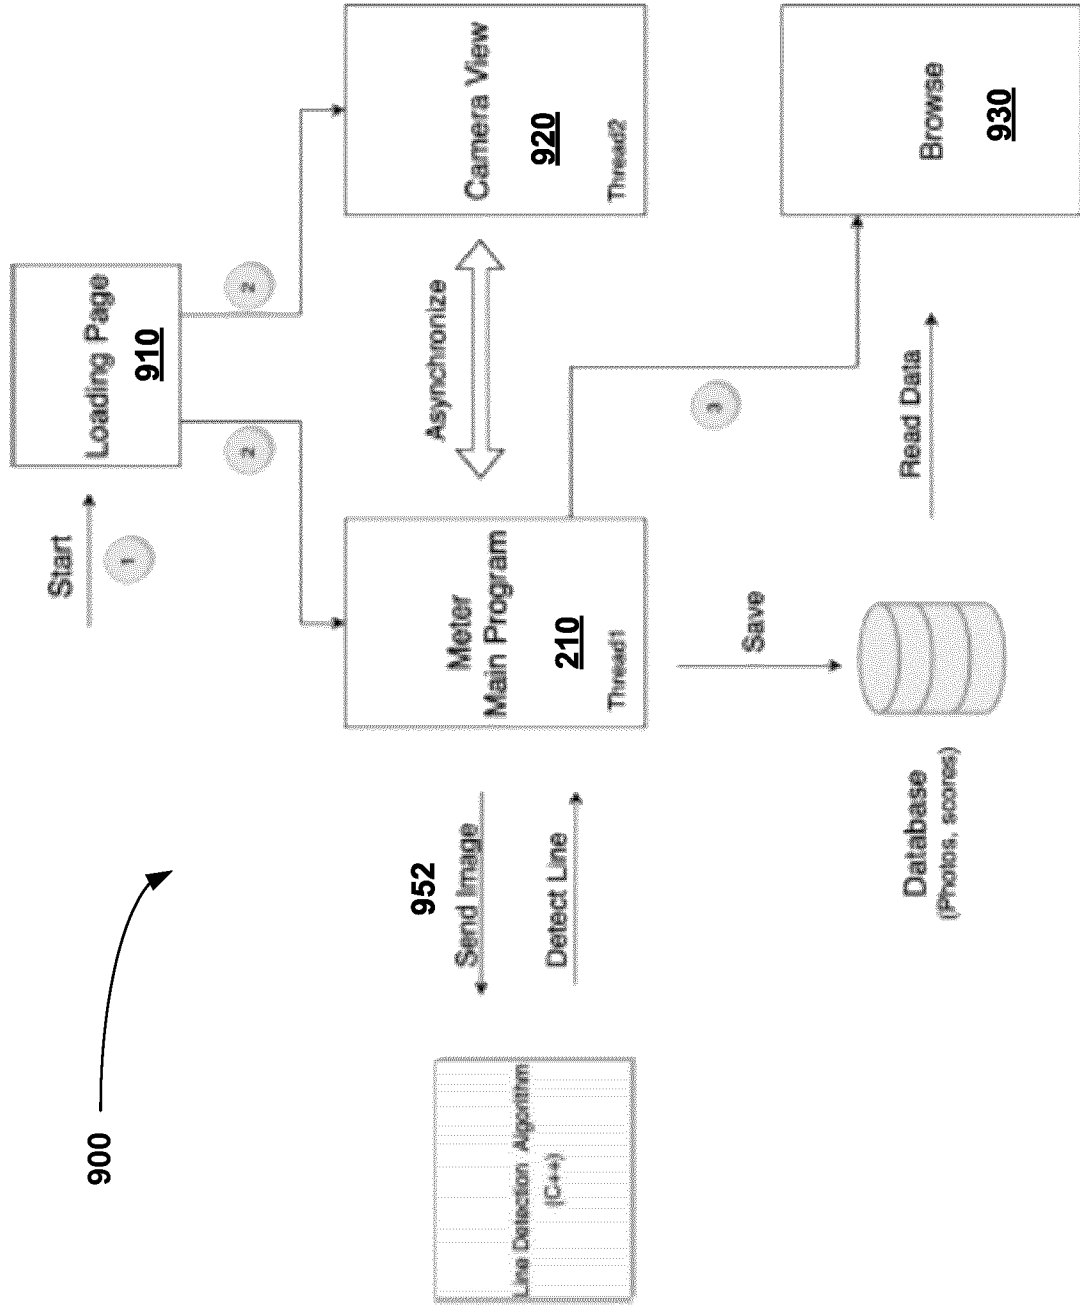 900
Start
1
Loading Page
910
2
2
Line Detection Algorithm
(C++)
952
Send Image
Detect Line
Meter
Main Program
210
Thread1
Asynchronize
Camera View
920
Thread2
3
Save
Database
(Photos, scores)
Read Data
Browse
930